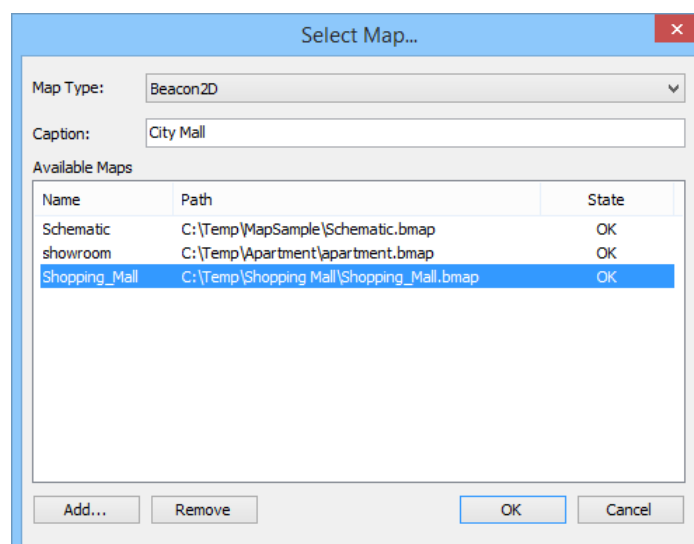 Select Map...
Map Type: Beacon2D
Caption: City Mall
Available Maps
Name Path State
Schematic C:\Temp\MapSample\Schematic.bmap OK
showroom C:\Temp\Apartment\apartment.bmap OK
Shopping_Mall C:\Temp\Shopping Mall\Shopping_Mall.bmap OK
Add... Remove OK Cancel